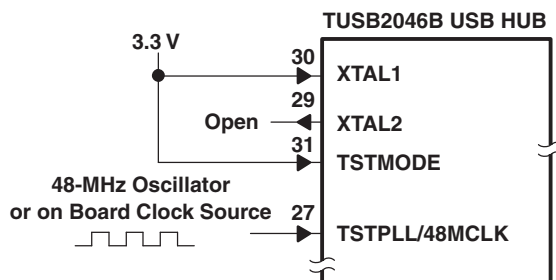 TUSB2046B USB HUB
3.3 V
30
XTAL1
29
Open
XTAL2
31
TSTMODE
48-MHz Oscillator
or on Board Clock Source
27
TSTPLL/48MCLK